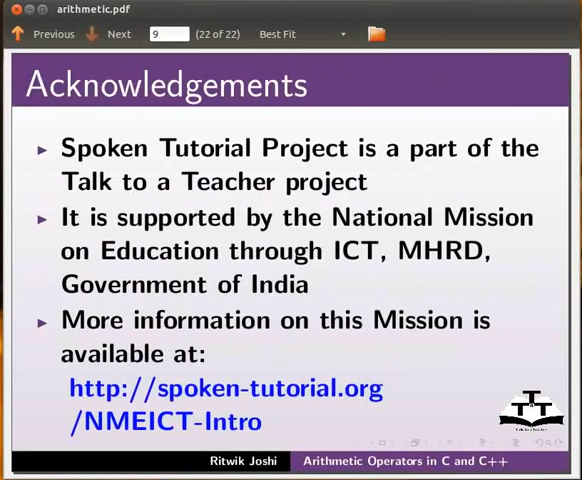 arithmetic.pdf
Previous Next 9 (22 of 22) Best Fit
Acknowledgements
Spoken Tutorial Project is a part of the
Talk to a Teacher project
It is supported by the National Mission
on Education through ICT, MHRD,
Government of India
More information on this Mission is
available at:
http://spoken-tutorial.org
/NMEICT-Intro
T T T
Ritwik Joshi Arithmetic Operators in C and C++